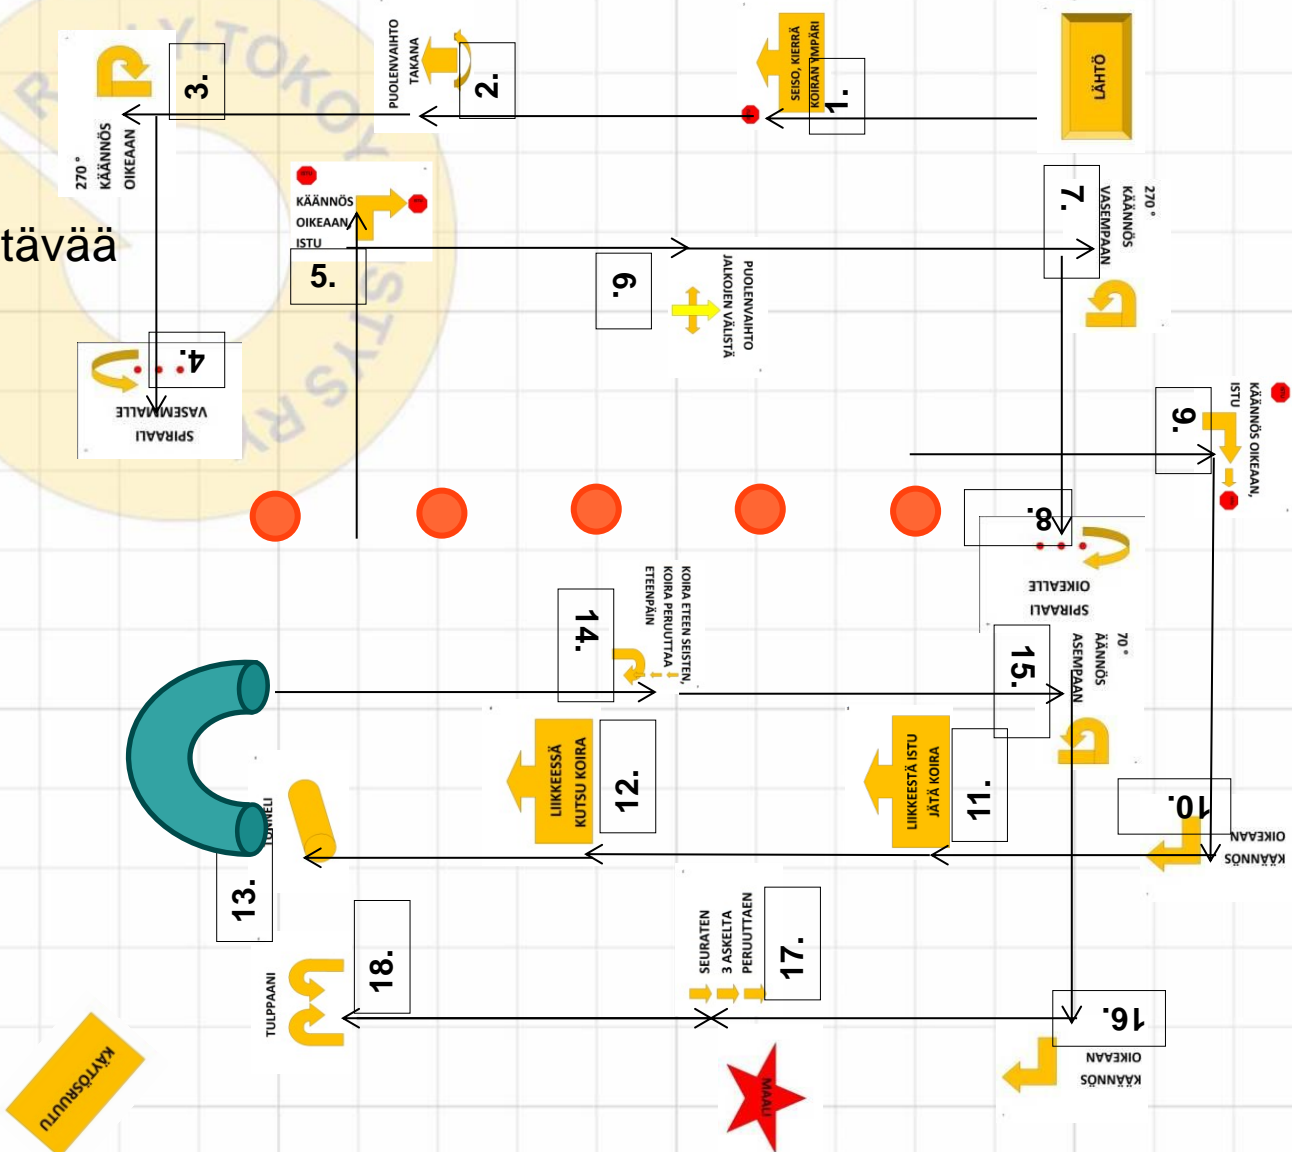 LÄHTÖ
1.
SEISO, KIERRÄ
KOIRAN YMPÄRI
2.
PUOLENVAIHTO
TAKANA
3.
270 °
KÄÄNNÖS
OIKEAAN
tävää
4.
SPIRAALI
VASEMMALLE
5.
KÄÄNNÖS
OIKEAAN
ISTU
6.
PUOLENVAIHTO
JALKOJEN VÄLISTÄ
7.
270 °
KÄÄNNÖS
VASEMPAAN
8.
SPIRAALI
OIKEALLE
9.
KÄÄNNÖS OIKEAAN,
ISTU
10.
KÄÄNNÖS
OIKEAAN
11.
LIIKKEESTÄ ISTU
JÄTÄ KOIRA
12.
LIIKKEESSÄ
KUTSU KOIRA
13.
TUNNELI
14.
KOIRA ETEEN SEISTEN,
KOIRA PERUUTTAA
ETEENPÄIN
15.
70 °
ÄÄNNÖS
ASEMPAAN
16.
KÄÄNNÖS
OIKEAAN
17.
SEURATEN
3 ASKELTA
PERUUTTAEN
18.
TULPPAANI
MAALI
KÄYTÖSRUUTU